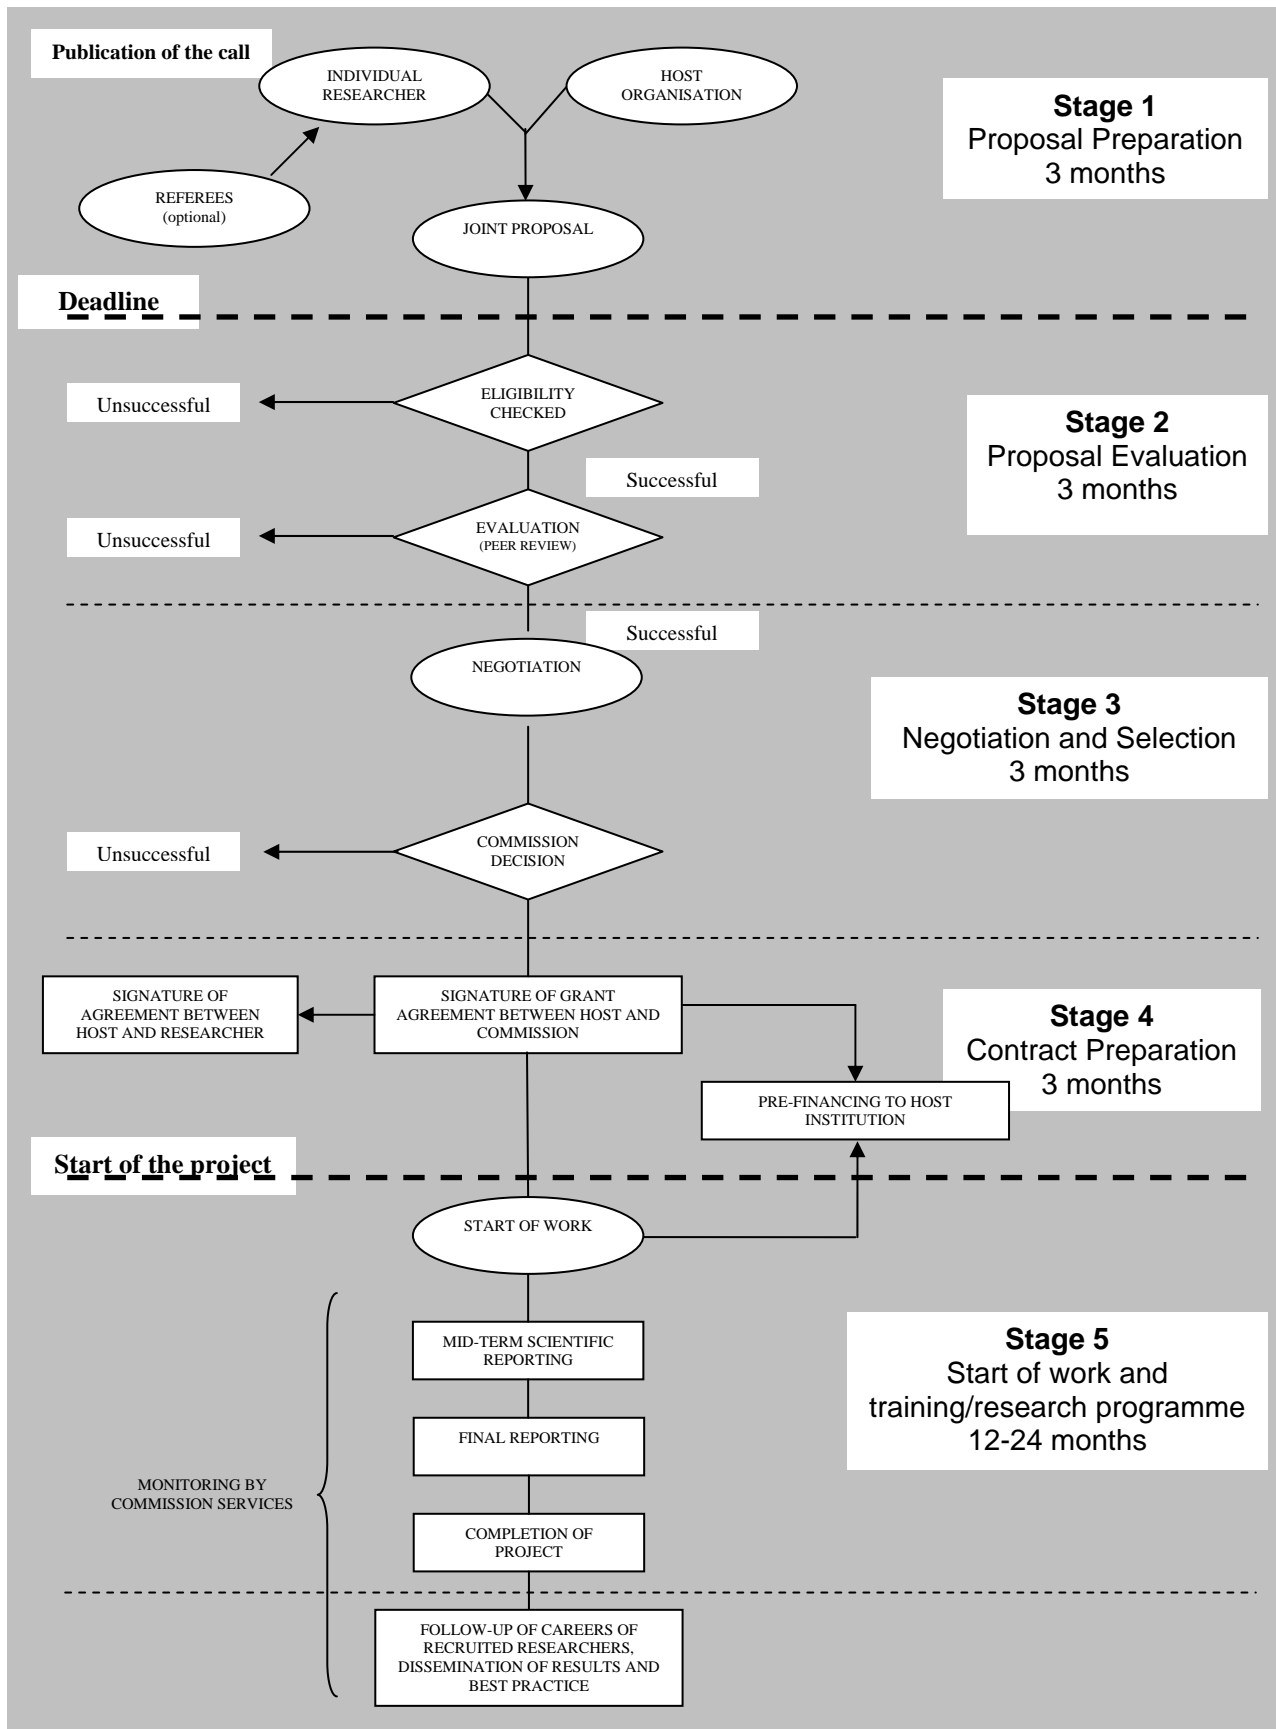 Publication of the call
INDIVIDUAL
RESEARCHER
HOST
ORGANISATION
Stage 1
Proposal Preparation
3 months
REFEREES
(optional)
JOINT PROPOSAL
Deadline
ELIGIBILITY
CHECKED
Unsuccessful
Stage 2
Proposal Evaluation
3 months
Successful
EVALUATION
(PEER REVIEW)
Unsuccessful
Successful
NEGOTIATION
Stage 3
Negotiation and Selection
3 months
COMMISSION
DECISION
Unsuccessful
SIGNATURE OF
AGREEMENT BETWEEN
HOST AND RESEARCHER
SIGNATURE OF GRANT
AGREEMENT BETWEEN HOST AND
COMMISSION
Stage 4
Contract Preparation
3 months
PRE-FINANCING TO HOST
INSTITUTION
Start of the project
START OF WORK
MID-TERM SCIENTIFIC
REPORTING
Stage 5
Start of work and
training/research programme
12-24 months
FINAL REPORTING
MONITORING BY
COMMISSION SERVICES
COMPLETION OF
PROJECT
FOLLOW-UP OF CAREERS OF
RECRUITED RESEARCHERS,
DISSEMINATION OF RESULTS AND
BEST PRACTICE